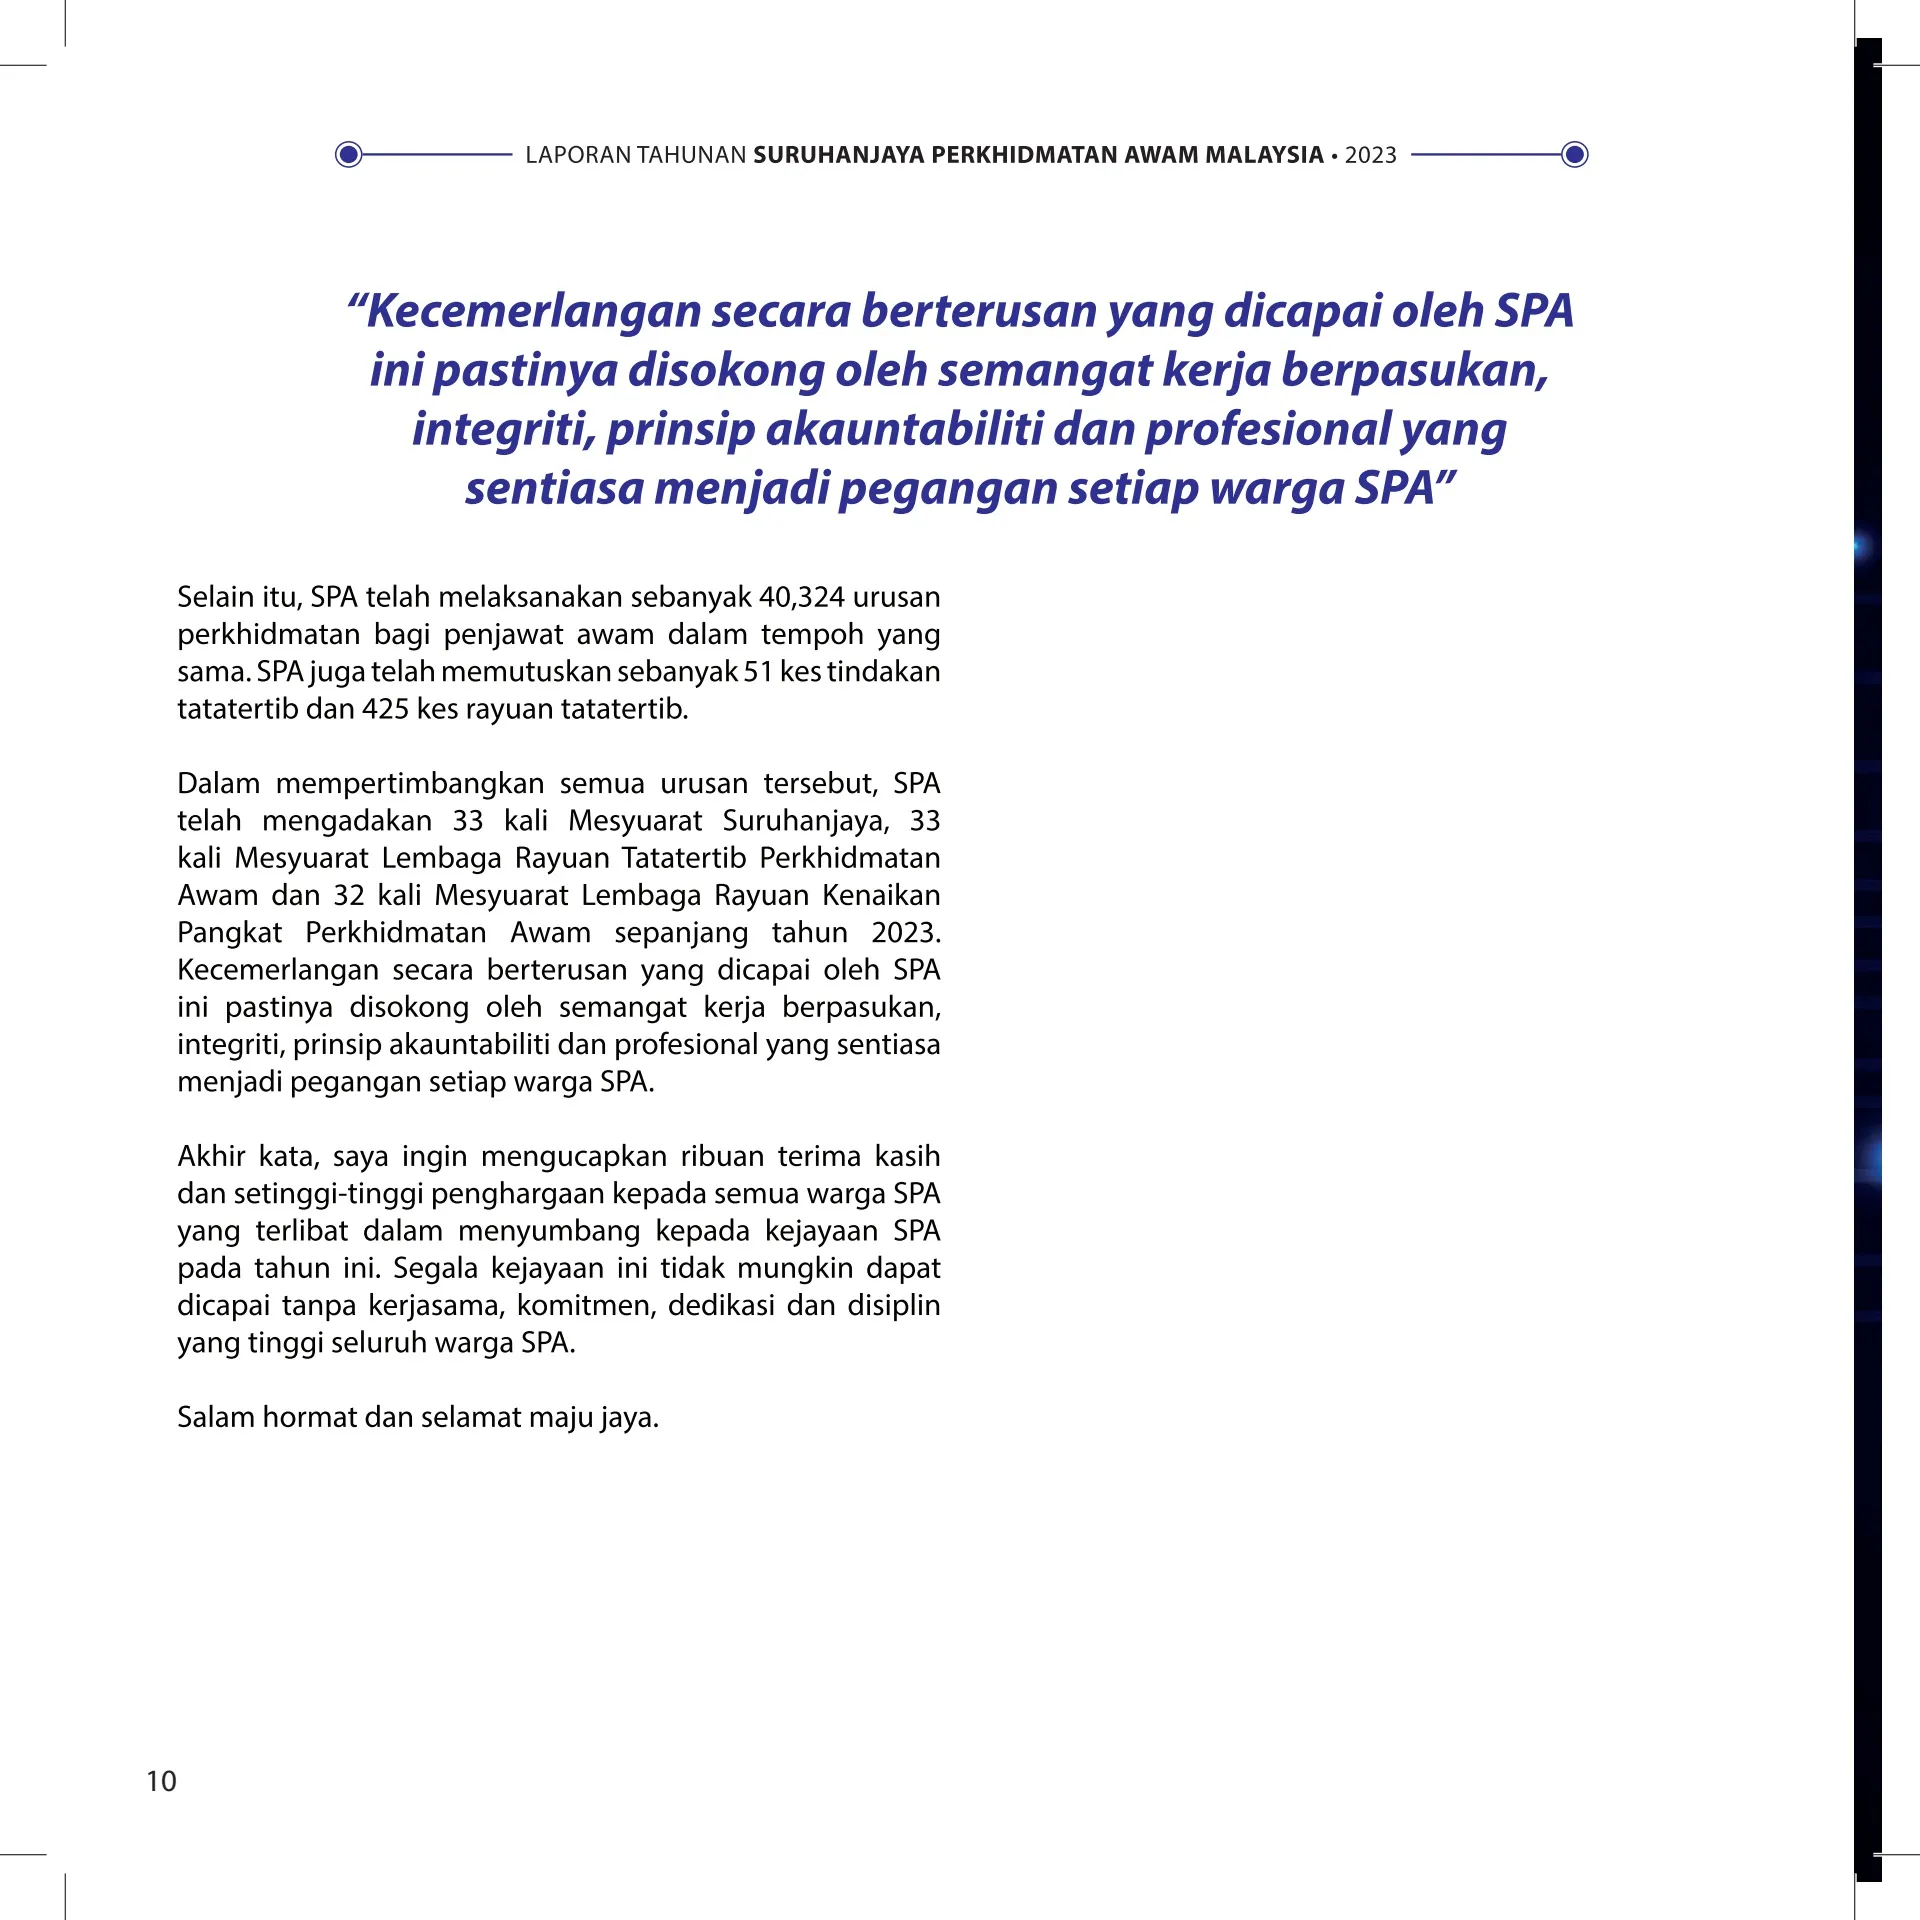 LAPORAN TAHUNAN SURUHANJAYA PERKHIDMATAN AWAM MALAYSIA • 2023
“Kecemerlangan secara berterusan yang dicapai oleh SPA
ini pastinya disokong oleh semangat kerja berpasukan,
integriti, prinsip akauntabiliti dan profesional yang
sentiasa menjadi pegangan setiap warga SPA”
Selain itu, SPA telah melaksanakan sebanyak 40,324 urusan
perkhidmatan bagi penjawat awam dalam tempoh yang
sama. SPA juga telah memutuskan sebanyak 51 kes tindakan
tatatertib dan 425 kes rayuan tatatertib.
Dalam mempertimbangkan semua urusan tersebut, SPA
telah mengadakan 33 kali Mesyuarat Suruhanjaya, 33
kali Mesyuarat Lembaga Rayuan Tatatertib Perkhidmatan
Awam dan 32 kali Mesyuarat Lembaga Rayuan Kenaikan
Pangkat Perkhidmatan Awam sepanjang tahun 2023.
Kecemerlangan secara berterusan yang dicapai oleh SPA
ini pastinya disokong oleh semangat kerja berpasukan,
integriti, prinsip akauntabiliti dan profesional yang sentiasa
menjadi pegangan setiap warga SPA.
Akhir kata, saya ingin mengucapkan ribuan terima kasih
dan setinggi-tinggi penghargaan kepada semua warga SPA
yang terlibat dalam menyumbang kepada kejayaan SPA
pada tahun ini. Segala kejayaan ini tidak mungkin dapat
dicapai tanpa kerjasama, komitmen, dedikasi dan disiplin
yang tinggi seluruh warga SPA.
Salam hormat dan selamat maju jaya.
10